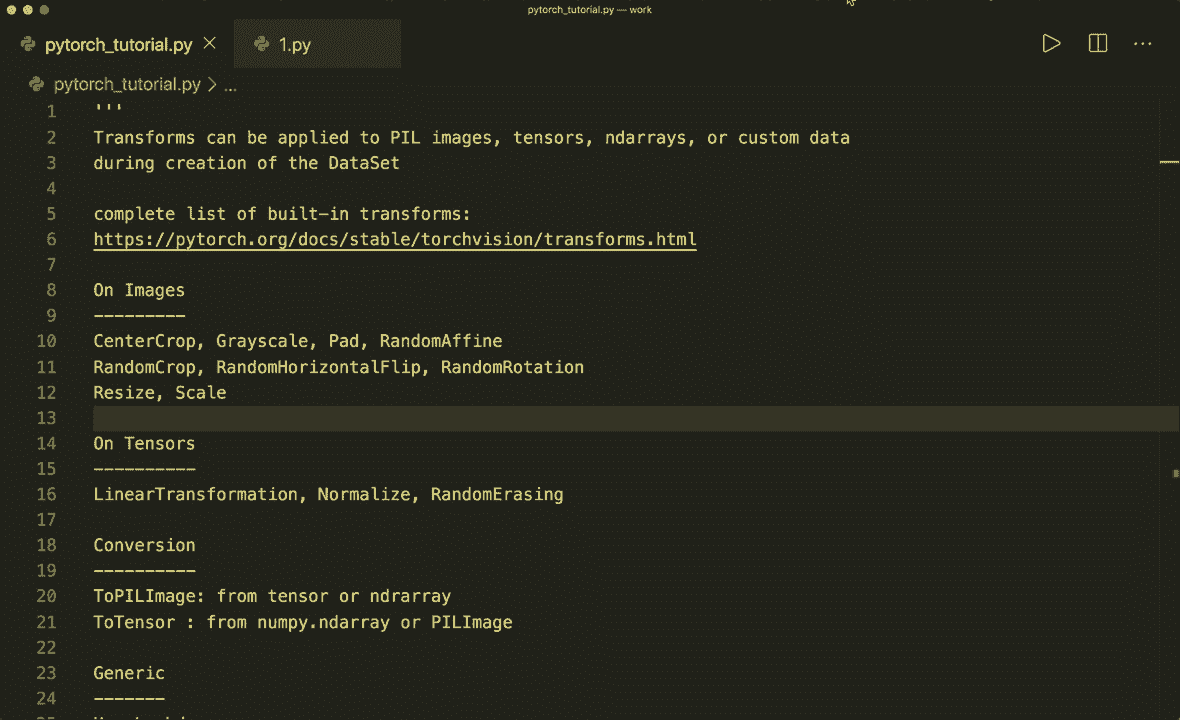 pytorch_tutorial.py — work
pytorch_tutorial.py
1.py
pytorch_tutorial.py > ...
1 '''
2 Transforms can be applied to PIL images, tensors, ndarrays, or custom data
3 during creation of the DataSet
4
5 complete list of built-in transforms:
6 https://pytorch.org/docs/stable/torchvision/transforms.html
7
8 On Images
9 ---------
10 CenterCrop, Grayscale, Pad, RandomAffine
11 RandomCrop, RandomHorizontalFlip, RandomRotation
12 Resize, Scale
13
14 On Tensors
15 ----------
16 LinearTransformation, Normalize, RandomErasing
17
18 Conversion
19 ----------
20 ToPILImage: from tensor or ndrarray
21 ToTensor : from numpy.ndarray or PILImage
22
23 Generic
24 -------